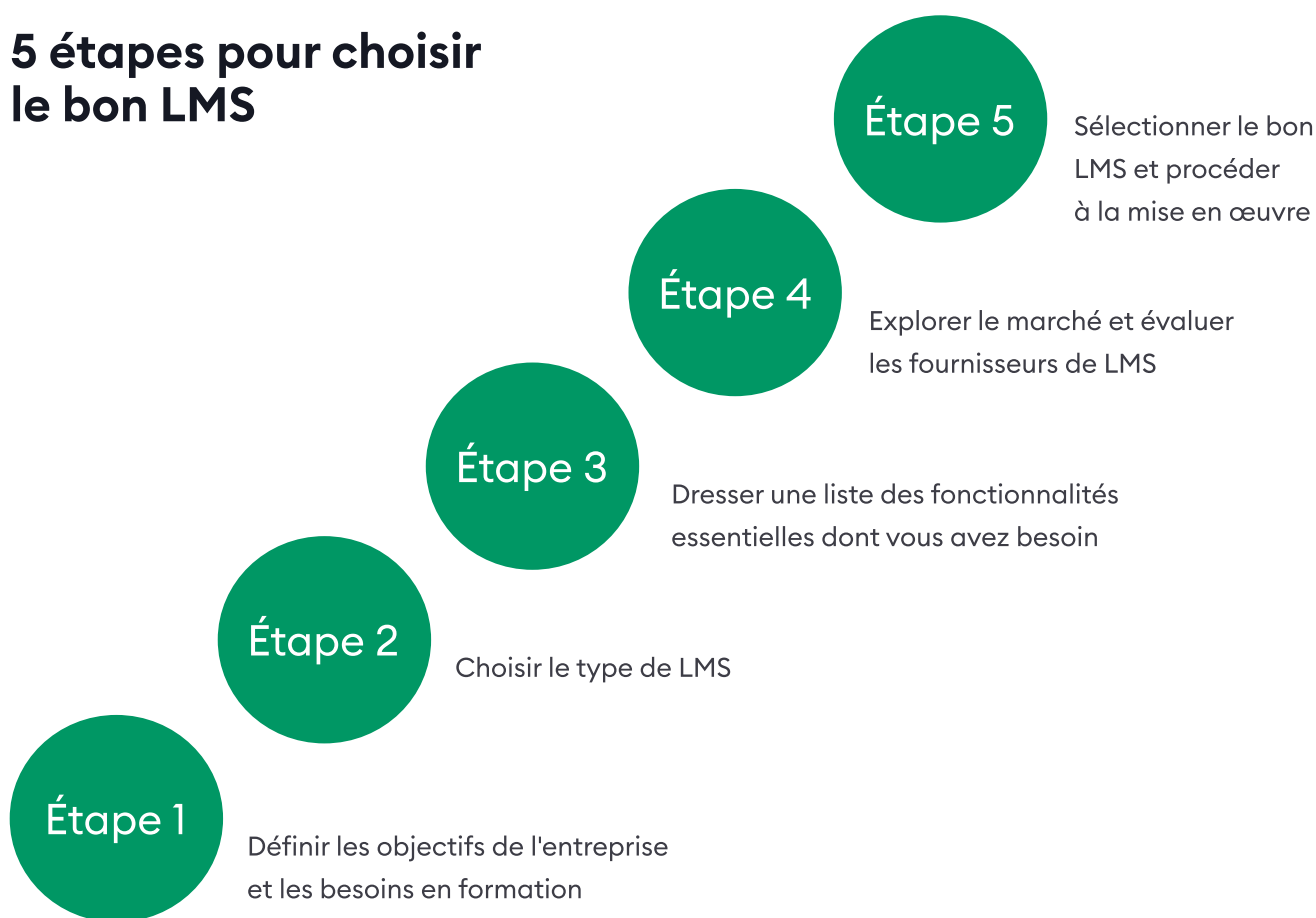 5 étapes pour choisir
le bon LMS
Étape 5
Sélectionner le bon
LMS et procéder
à la mise en œuvre
Étape 4
Explorer le marché et évaluer
les fournisseurs de LMS
Étape 3
Dresser une liste des fonctionnalités
essentielles dont vous avez besoin
Étape 2
Choisir le type de LMS
Étape 1
Définir les objectifs de l'entreprise
et les besoins en formation